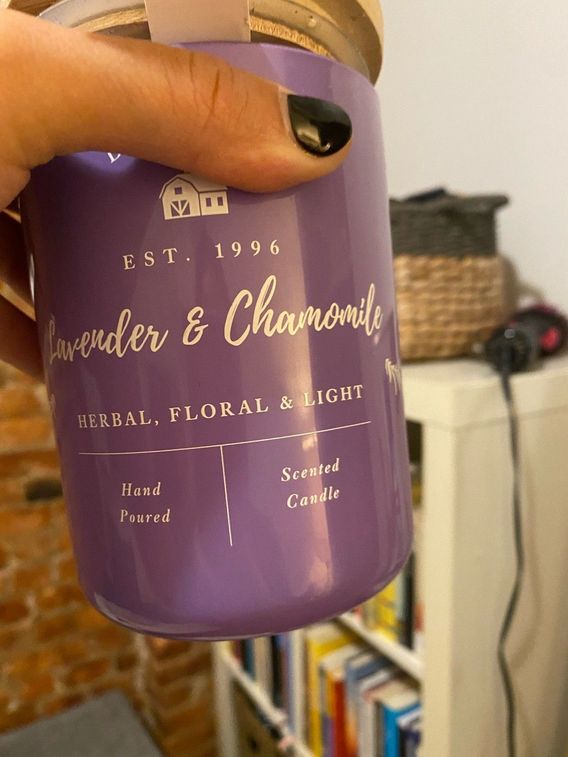 EST. 1996
Lavender & Chamomile
HERBAL, FLORAL & LIGHT
Hand
Poured
Scented
Candle